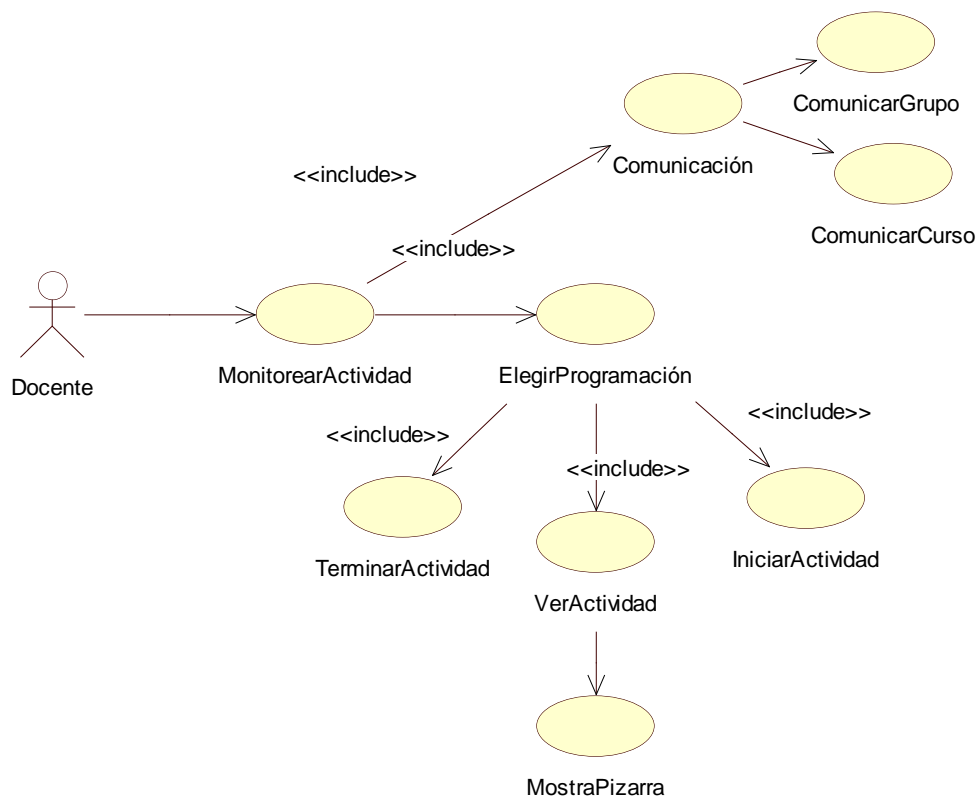 ComunicarGrupo
Comunicación
<<include>>
ComunicarCurso
<<include>>
Docente
MonitorearActividad
ElegirProgramación
<<include>>
<<include>>
<<include>>
TerminarActividad
VerActividad
IniciarActividad
MostraPizarra